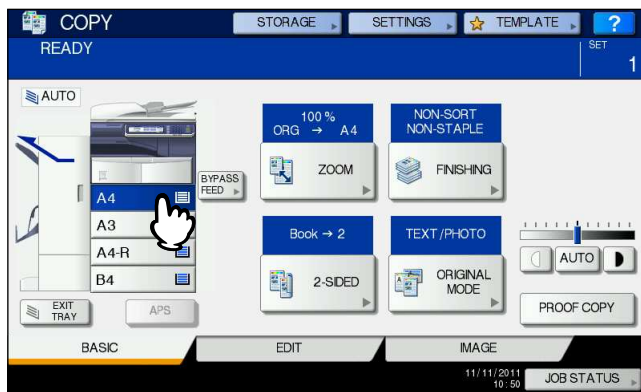 COPY
STORAGE
SETTINGS
TEMPLATE
?
READY
SET
1
AUTO
100 %
ORG → A4
ZOOM
NON-SORT
NON-STAPLE
FINISHING
BYPASS
FEED
A4
A3
A4-R
B4
Book → 2
2-SIDED
TEXT/PHOTO
ORIGINAL
MODE
AUTO
PROOF COPY
EXIT
TRAY
APS
BASIC
EDIT
IMAGE
11/11/2011
10:50
JOB STATUS